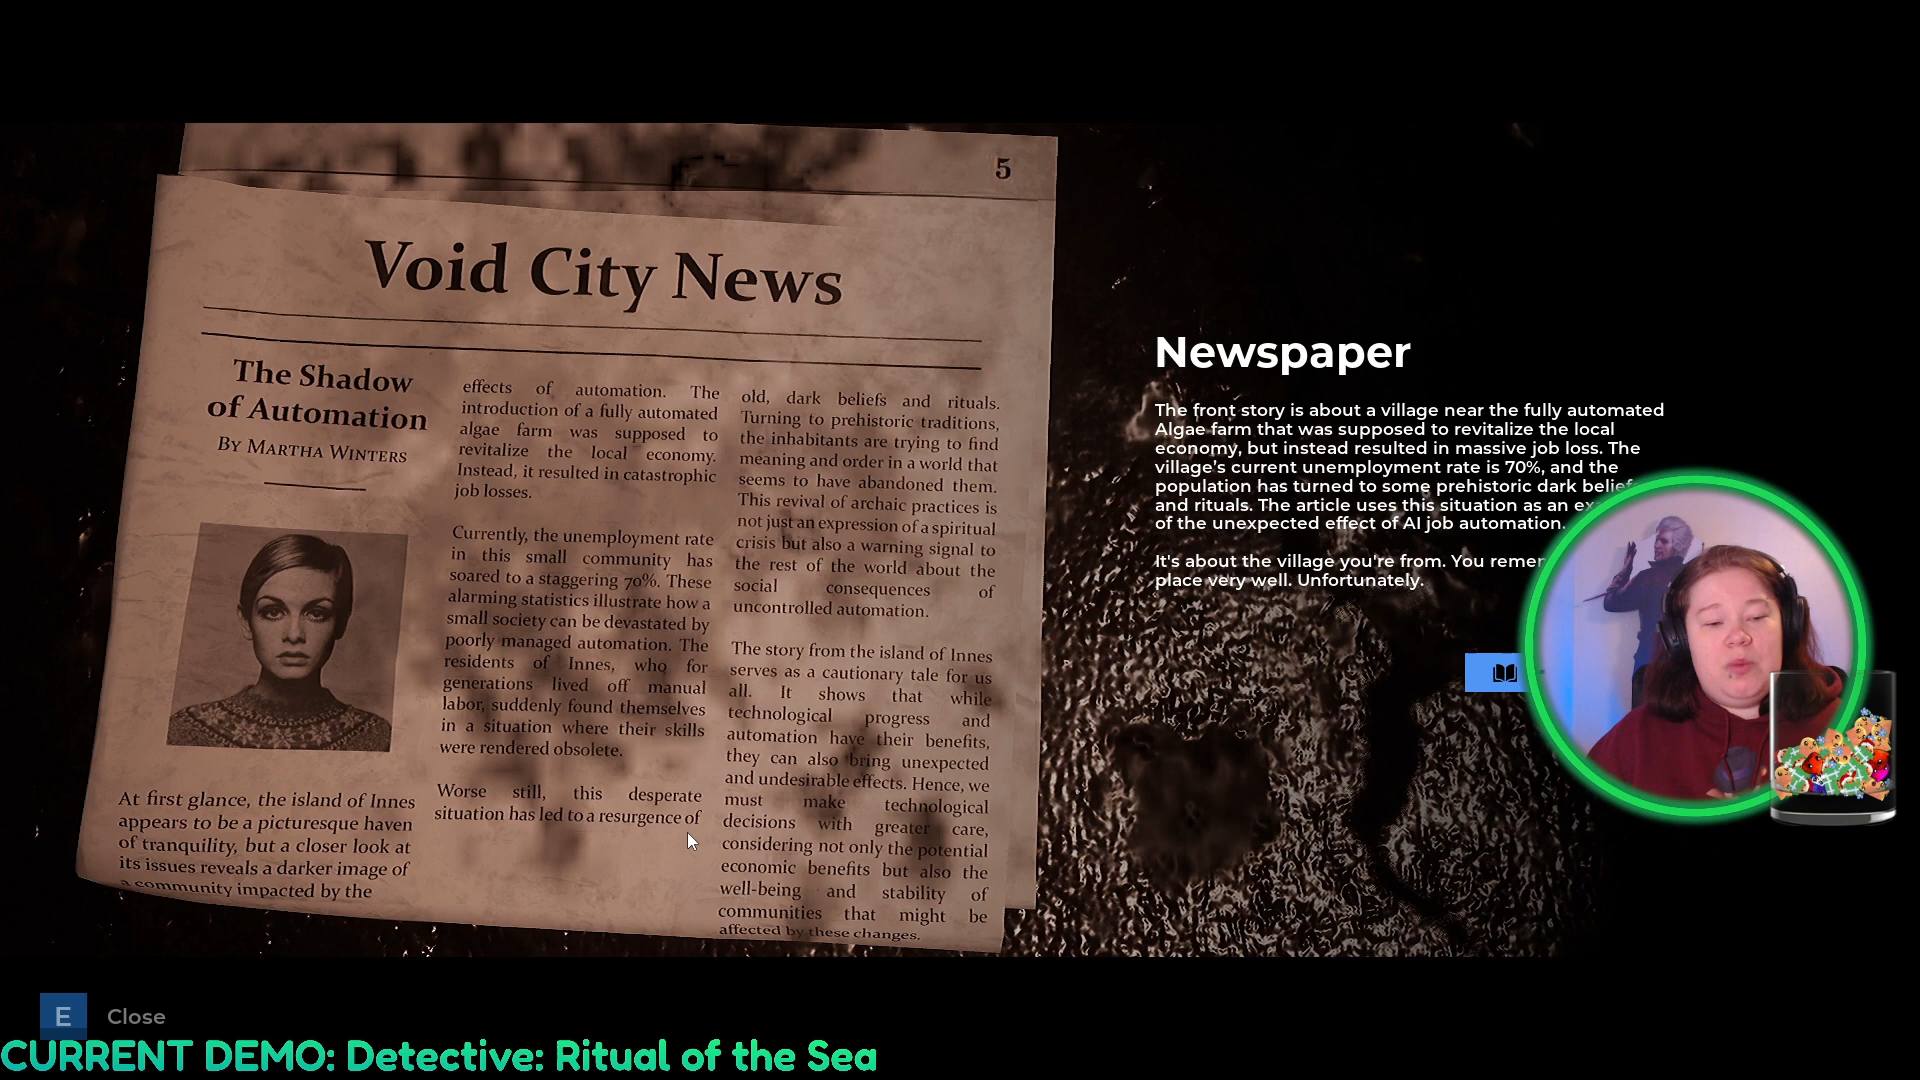 5
Void City News
The Shadow
of Automation
BY MARTHA WINTERS
At first glance, the island of Innes
appears to be a picturesque haven
of tranquility, but a closer look at
its issues reveals a darker image of
a community impacted by the
effects of automation. The
introduction of a fully automated
algae farm was supposed to
revitalize the local economy.
Instead, it resulted in catastrophic
job losses.
Currently, the unemployment rate
in this small community has
soared to a staggering 70%. These
alarming statistics illustrate how a
small society can be devastated by
poorly managed automation. The
residents of Innes, who for
generations lived off manual
labor, suddenly found themselves
in a situation where their skills
were rendered obsolete.
Worse still, this desperate
situation has led to a resurgence of
old, dark beliefs and rituals.
Turning to prehistoric traditions,
the inhabitants are trying to find
meaning and order in a world that
seems to have abandoned them.
This revival of archaic practices is
not just an expression of a spiritual
crisis but also a warning signal to
the rest of the world about the
social consequences of
uncontrolled automation.
The story from the island of Innes
serves as a cautionary tale for us
all. It shows that while
technological progress and
automation have their benefits,
they can also bring unexpected
and undesirable effects. Hence, we
must make technological
decisions with greater care,
considering not only the potential
economic benefits but also the
well-being and stability of
communities that might be
affected by these changes.
Newspaper
The front story is about a village near the fully automated
Algae farm that was supposed to revitalize the local
economy, but instead resulted in massive job loss. The
village's current unemployment rate is 70%, and the
population has turned to some prehistoric dark belief
and rituals. The article uses this situation as an ex
of the unexpected effect of AI job automation.
It's about the village you're from. You remem
place very well. Unfortunately.
E Close
CURRENT DEMO: Detective: Ritual of the Sea